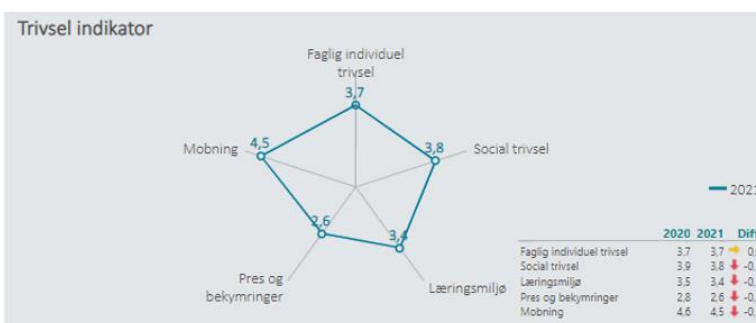 Trivsel indikator
Faglig individuel
trivsel
3,7
Mobning 4,5
3,8 Social trivsel
2021
2,6
3,4
Pres og
bekymringer
Læringsmiljø
2020 2021
Faglig individuel trivsel 3,7 3,7
Social trivsel 3,9 3,8
Læringsmiljø 3,5 3,4
Pres og bekymringer 2,8 2,6
Mobning 4,6 4,5